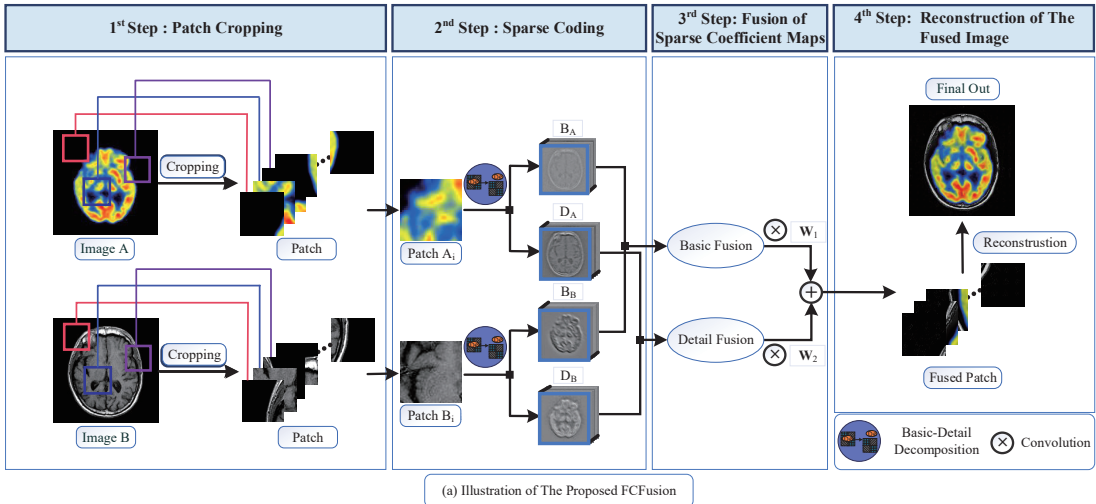 1st Step : Patch Cropping
2nd Step : Sparse Coding
3rd Step: Fusion of
Sparse Coefficient Maps
4th Step: Reconstruction of The
Fused Image
Cropping
Image A
Patch
Cropping
Image B
Patch
Patch Ai
Patch Bi
BA
DA
BB
DB
Basic Fusion
W1
Detail Fusion
W2
Final Out
Reconstrustion
Fused Patch
Basic-Detail
Decomposition
Convolution
(a) Illustration of The Proposed FCFusion